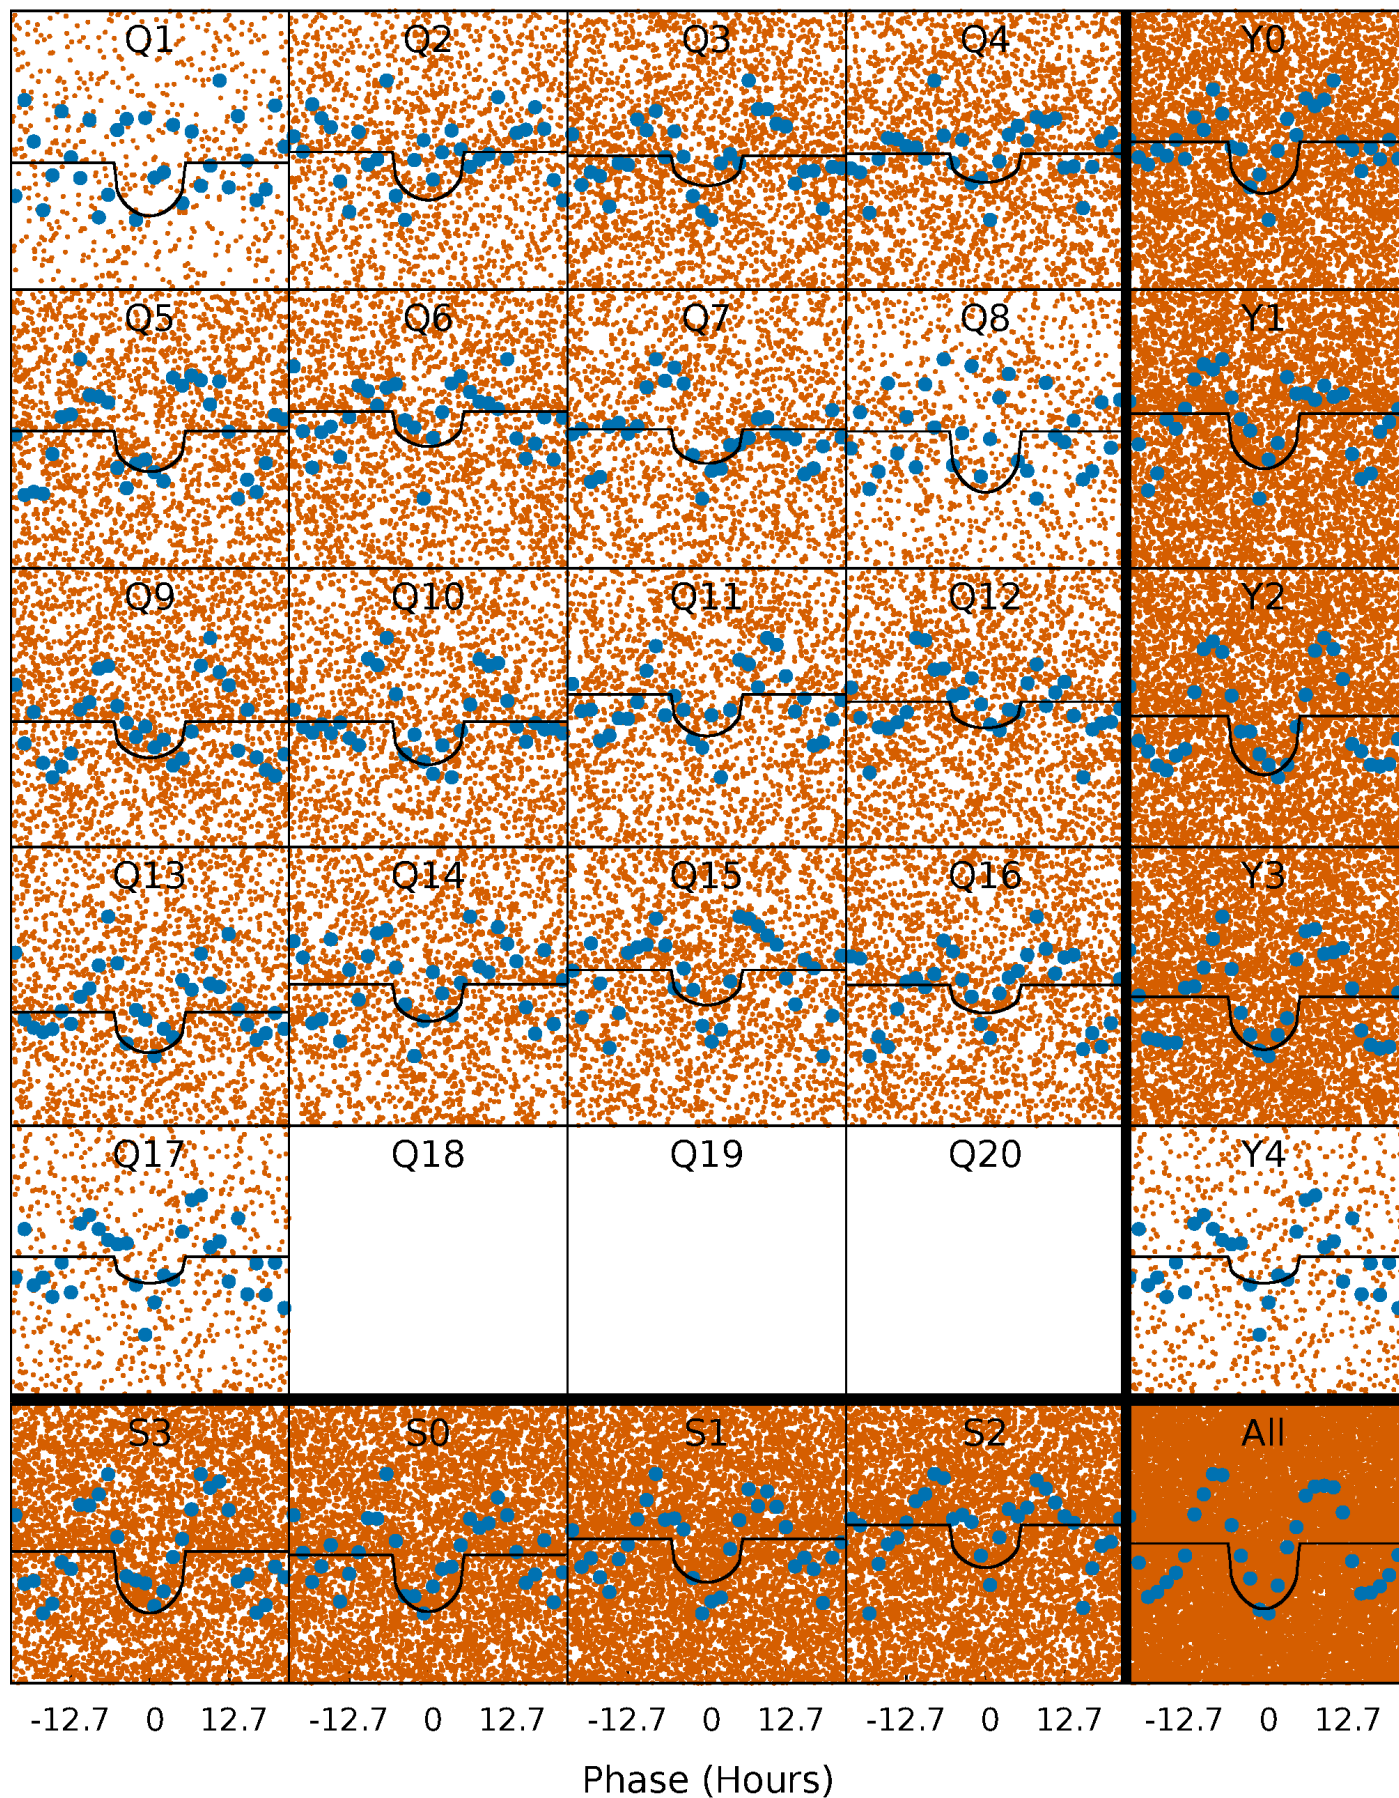 Q1 Q2 Q3 Q4 Y0
Q5 Q6 Q7 Q8 Y1
Q9 Q10 Q11 Q12 Y2
Q13 Q14 Q15 Q16 Y3
Q17 Q18 Q19 Q20 Y4
S3 S0 S1 S2 All
-12.7 0 12.7 -12.7 0 12.7 -12.7 0 12.7 -12.7 0 12.7 -12.7 0 12.7
Phase (Hours)